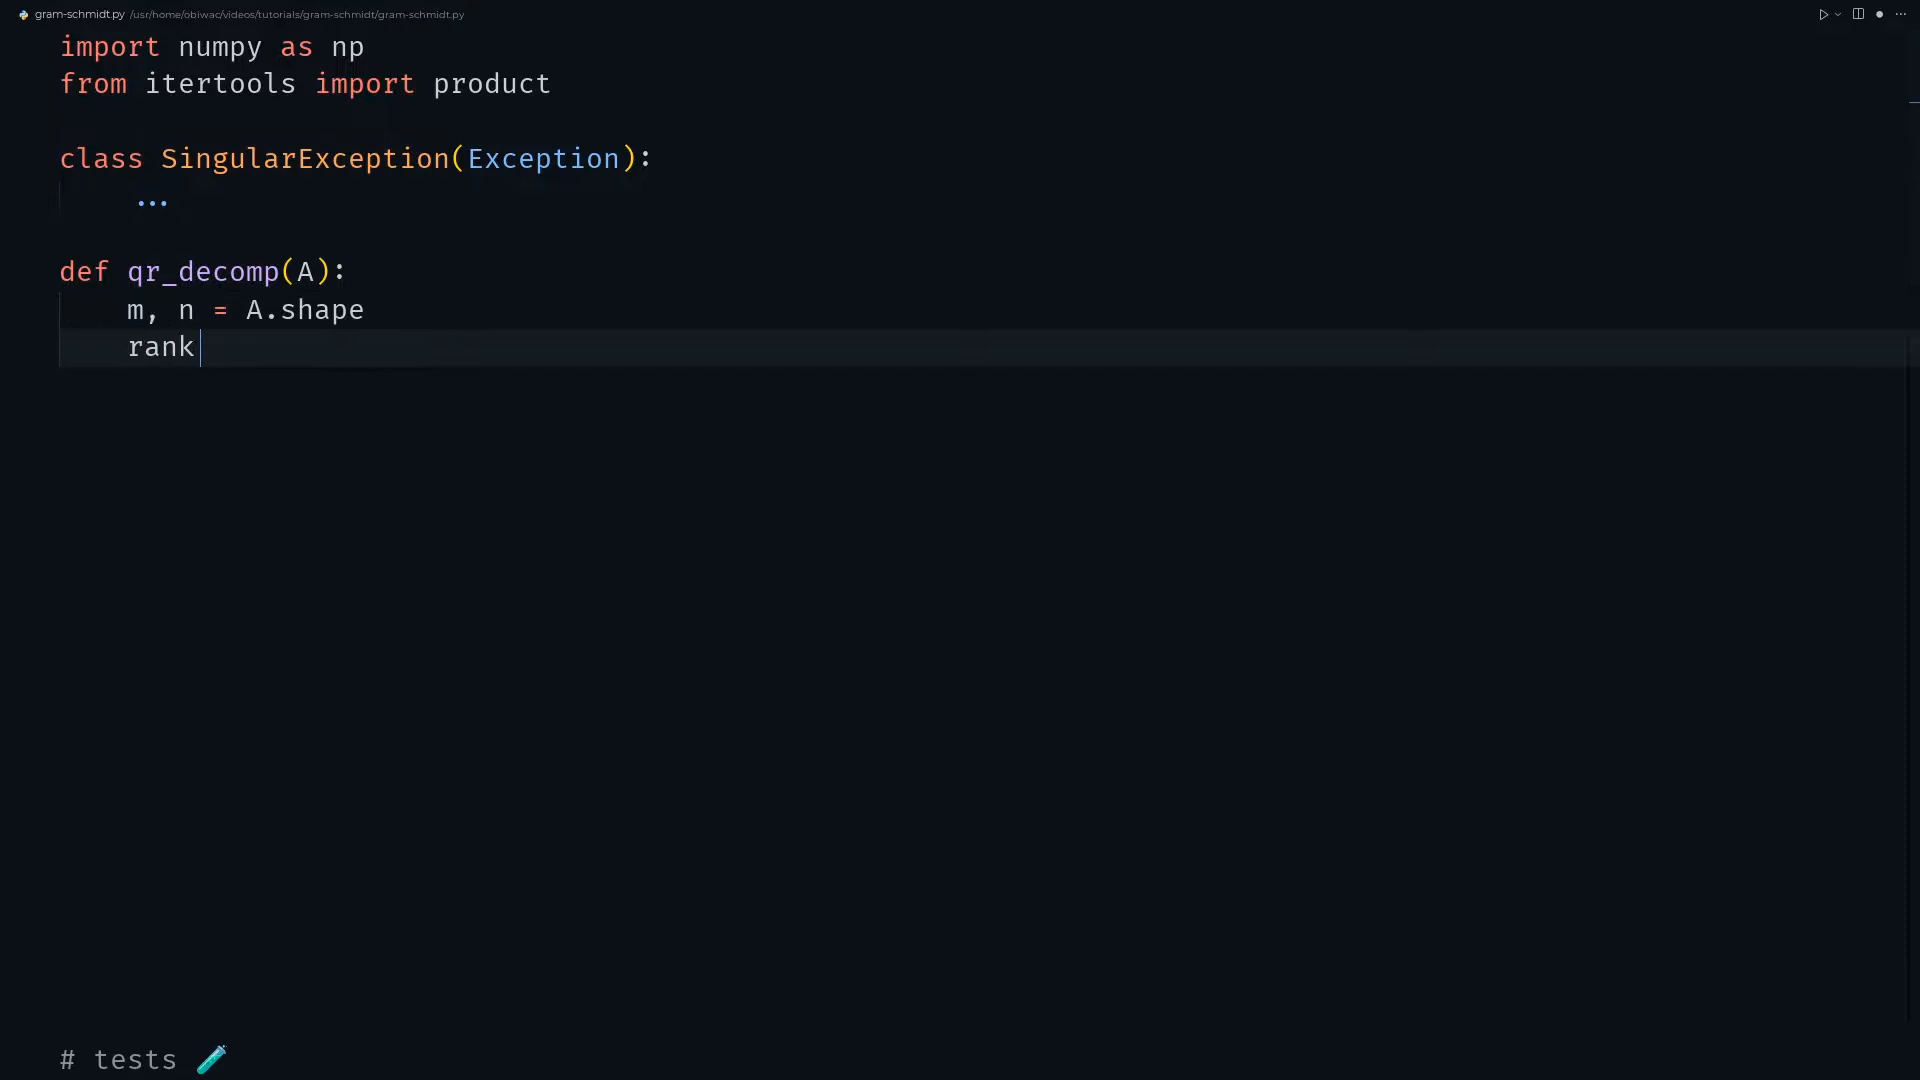 gram-schmidt.py /usr/home/obiwac/videos/tutorials/gram-schmidt/gram-schmidt.py
import numpy as np
from itertools import product
class SingularException(Exception):
...
def qr_decomp(A):
m, n = A.shape
rank
# tests 🧪